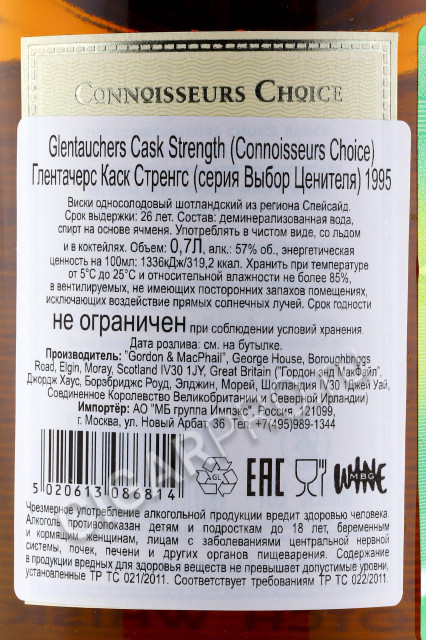 CONNOISSEURS CHOICE
Glentauchers Cask Strength (Connoisseurs Choice)
Глентачерс Каск Стренгс (серия Выбор Ценителя) 1995
Виски односолодовый шотландский из региона Спейсайд.
Срок выдержки: 26 лет. Состав: деминерализованная вода,
спирт на основе ячменя. Употреблять в чистом виде, со льдом
и в коктейлях. Объем: 0,7Л, алк.: 57% об., энергетическая
ценность на 100мл: 1336кДж/319,2 ккал. Хранить при температуре
от 5°С до 25°С и относительной влажности не более 85%,
в вентилируемых, не имеющих посторонних запахов помещениях,
исключающих воздействие прямых солнечных лучей. Срок годности
не ограничен при соблюдении условий хранения.
Дата розлива: см. на бутылке.
Производитель: "Gordon & MacPhail", George House, Boroughbriggs
Road, Elgin, Moray, Scotland IV30 1JY, Great Britain ("Гордон энд МакФайл",
Джордж Хаус, Борэбриджс Роуд, Элджин, Морей, Шотландия IV30 1Джей Уай,
Соединенное Королевство Великобритании и Северной Ирландии)
Импортёр: АО "МБ группа Импэкс", Россия, 121099,
г. Москва, ул. Новый Арбат 36 Тел: +7(495)989-1344
5 020613 086814
GL
EAC
WINE
MBG
Чрезмерное употребление алкогольной продукции вредит здоровью человека.
Алкоголь противопоказан детям и подросткам до 18 лет, беременным
и кормящим женщинам, лицам с заболеваниями центральной нервной
системы, почек, печени и других органов пищеварения. Содержание
в продукции вредных для здоровья веществ не превышает допустимые уровни,
установленные ТР ТС 021/2011. Соответствует требованиям ТР ТС 022/2011.